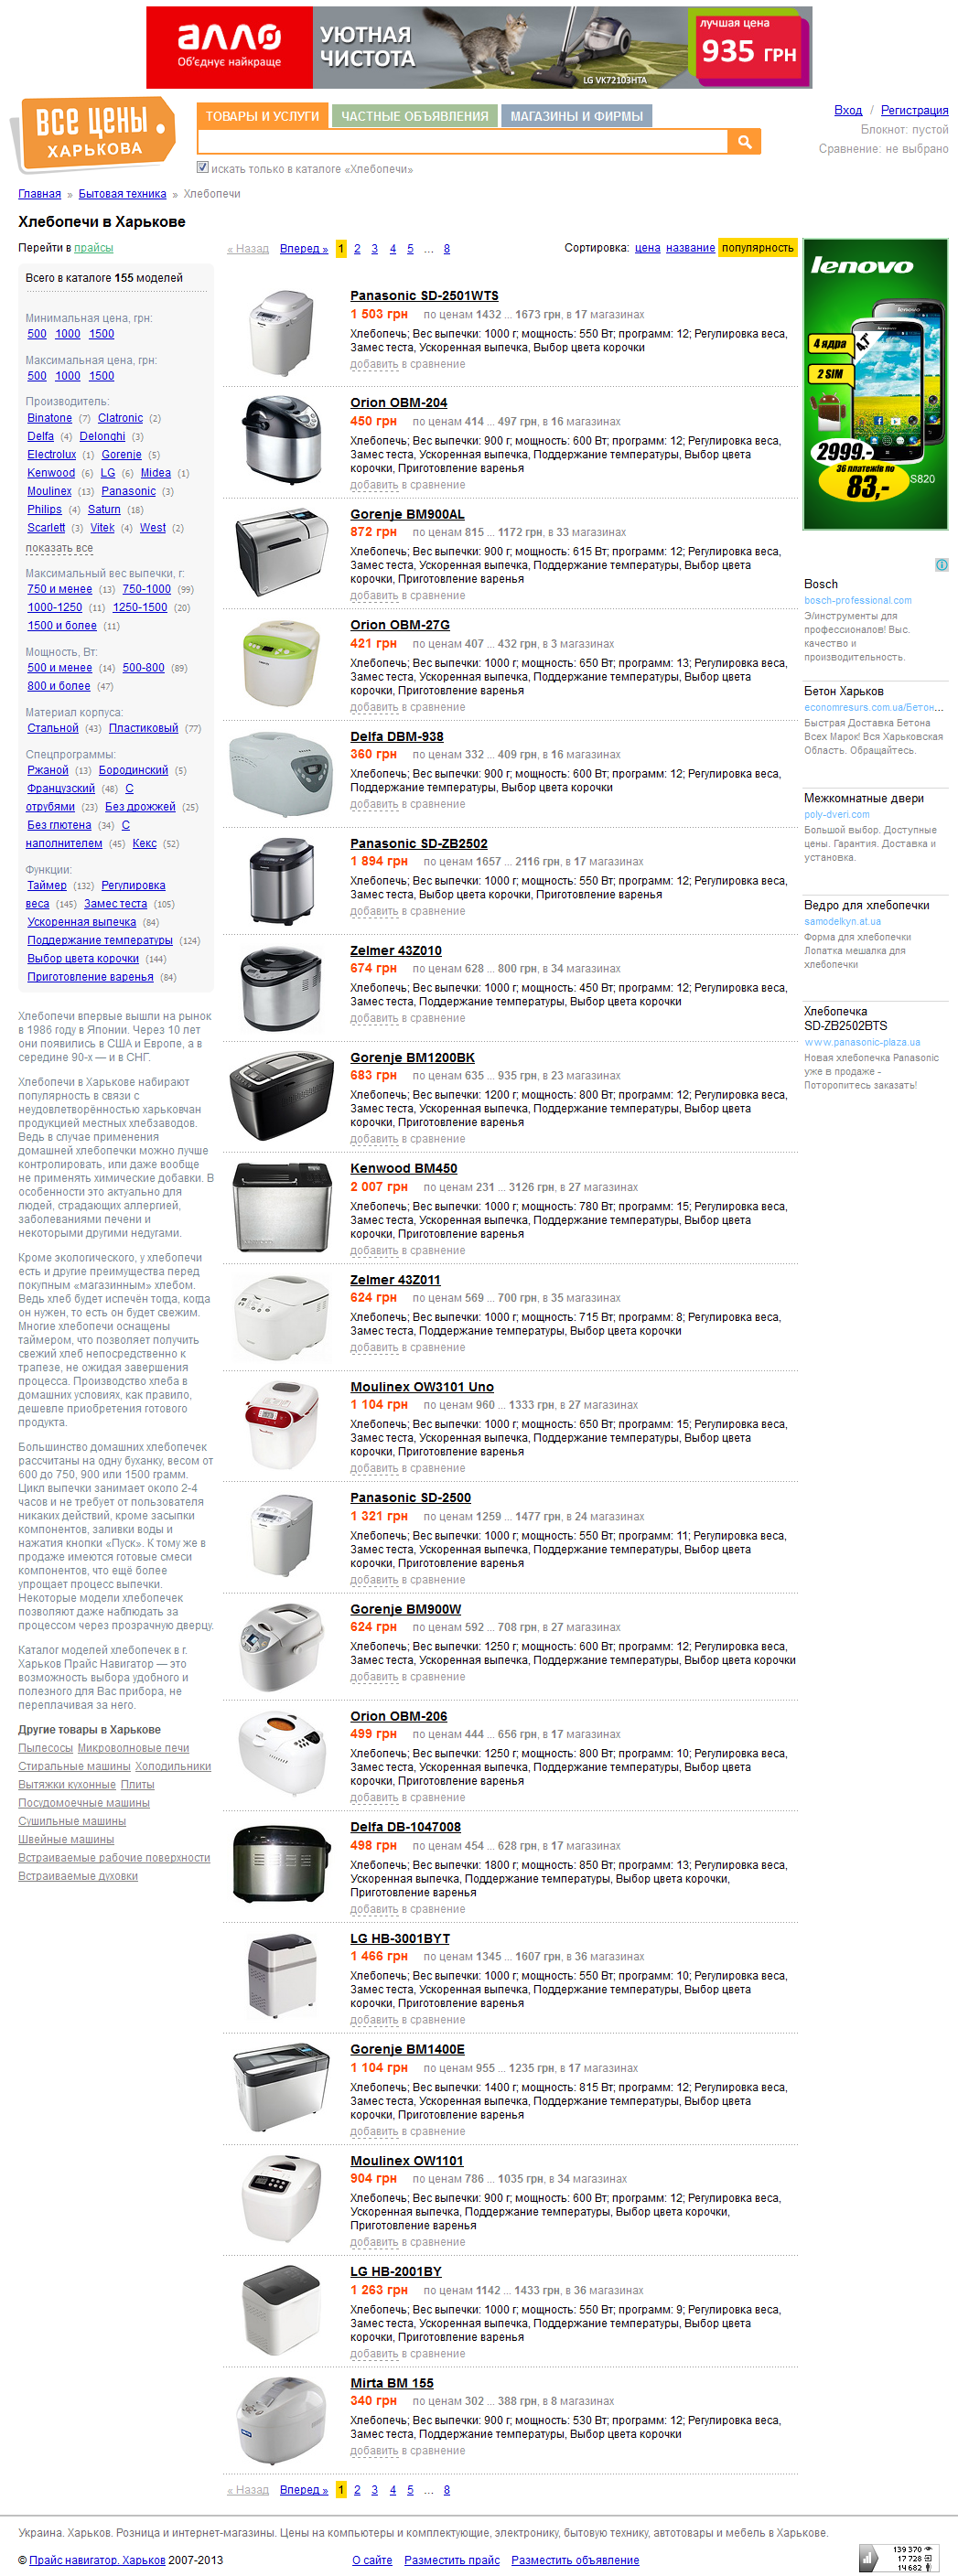 алло
Об'єднуе найкраще
УЮТНАЯ
ЧИСТОТА
LG VK72103HTA
лучшая цена
935 ГРН
ВСЕ ЦЕНЫ
ХАРЬКОВА
ТОВАРЫ И УСЛУГИ ЧАСТНЫЕ ОБЪЯВЛЕНИЯ МАГАЗИНЫ И ФИРМЫ
искать только в каталоге «Хлебопечи»
Вход / Регистрация
Блокнот: пустой
Сравнение: не выбрано
Главная » Бытовая техника » Хлебопечи
Хлебопечи в Харькове
Перейти в прайсы
Всего в каталоге 155 моделей
Минимальная цена, грн:
500 1000 1500
Максимальная цена, грн:
500 1000 1500
Производитель:
Binatone (7) Clatronic (2)
Delfa (4) Delonghi (3)
Electrolux (1) Gorenje (5)
Kenwood (6) LG (6) Midea (1)
Moulinex (13) Panasonic (3)
Philips (4) Saturn (18)
Scarlett (3) Vitek (4) West (2)
показать все
Максимальный вес выпечки, г:
750 и менее (13) 750-1000 (99)
1000-1250 (11) 1250-1500 (20)
1500 и более (11)
Мощность, Вт:
500 и менее (14) 500-800 (89)
800 и более (47)
Материал корпуса:
Стальной (43) Пластиковый (77)
Спецпрограммы:
Ржаной (13) Бородинский (5)
Французский (48) С
отрубями (23) Без дрожжей (25)
Без глютена (34) С
наполнителем (45) Кекс (52)
Функции:
Таймер (132) Регулировка
веса (145) Замес теста (105)
Ускоренная выпечка (84)
Поддержание температуры (124)
Выбор цвета корочки (144)
Приготовление варенья (84)
Хлебопечи впервые вышли на рынок
в 1986 году в Японии. Через 10 лет
они появились в США и Европе, а в
середине 90-х — и в СНГ.
Хлебопечи в Харькове набирают
популярность в связи с
неудовлетворённостью харьковчан
продукцией местных хлебзаводов.
Ведь в случае применения
домашней хлебопечки можно лучше
контролировать, или даже вообще
не применять химические добавки. В
особенности это актуально для
людей, страдающих аллергией,
заболеваниями печени и
некоторыми другими недугами.
Кроме экологического, у хлебопечи
есть и другие преимущества перед
покупным «магазинным» хлебом.
Ведь хлеб будет испечён тогда, когда
он нужен, то есть он будет свежим.
Многие хлебопечи оснащены
таймером, что позволяет получить
свежий хлеб непосредственно к
трапезе, не ожидая завершения
процесса. Производство хлеба в
домашних условиях, как правило,
дешевле приобретения готового
продукта.
Большинство домашних хлебопечек
рассчитаны на одну буханку, весом от
600 до 750, 900 или 1500 грамм.
Цикл выпечки занимает около 2-4
часов и не требует от пользователя
никаких действий, кроме засыпки
компонентов, заливки воды и
нажатия кнопки «Пуск». К тому же в
продаже имеются готовые смеси
компонентов, что ещё более
упрощает процесс выпечки.
Некоторые модели хлебопечек
позволяют даже наблюдать за
процессом через прозрачную дверцу.
Каталог моделей хлебопечек в г.
Харьков Прайс Навигатор — это
возможность выбора удобного и
полезного для Вас прибора, не
переплачивая за него.
Другие товары в Харькове
Пылесосы Микроволновые печи
Стиральные машины Холодильники
Вытяжки кухонные Плиты
Посудомоечные машины
Сушильные машины
Швейные машины
Встраиваемые рабочие поверхности
Встраиваемые духовки
« Назад Вперед » 1 2 3 4 5 ... 8
Сортировка: цена название популярность
Panasonic SD-2501WTS
1 503 грн по ценам 1432 ... 1673 грн, в 17 магазинах
Хлебопечь; Вес выпечки: 1000 г; мощность: 550 Вт; программ: 12; Регулировка веса,
Замес теста, Ускоренная выпечка, Выбор цвета корочки
добавить в сравнение
Orion OBM-204
450 грн по ценам 414 ... 497 грн, в 16 магазинах
Хлебопечь; Вес выпечки: 900 г; мощность: 600 Вт; программ: 12; Регулировка веса,
Замес теста, Ускоренная выпечка, Поддержание температуры, Выбор цвета
корочки, Приготовление варенья
добавить в сравнение
Gorenje BM900AL
872 грн по ценам 815 ... 1172 грн, в 33 магазинах
Хлебопечь; Вес выпечки: 900 г; мощность: 615 Вт; программ: 12; Регулировка веса,
Замес теста, Ускоренная выпечка, Поддержание температуры, Выбор цвета
корочки, Приготовление варенья
добавить в сравнение
Orion OBM-27G
421 грн по ценам 407 ... 432 грн, в 3 магазинах
Хлебопечь; Вес выпечки: 1000 г; мощность: 650 Вт; программ: 13; Регулировка веса,
Замес теста, Ускоренная выпечка, Поддержание температуры, Выбор цвета
корочки, Приготовление варенья
добавить в сравнение
Delfa DBM-938
360 грн по ценам 332 ... 409 грн, в 16 магазинах
Хлебопечь; Вес выпечки: 900 г; мощность: 600 Вт; программ: 12; Регулировка веса,
Поддержание температуры, Выбор цвета корочки
добавить в сравнение
Panasonic SD-ZB2502
1 894 грн по ценам 1657 ... 2116 грн, в 17 магазинах
Хлебопечь; Вес выпечки: 1000 г; мощность: 550 Вт; программ: 12; Регулировка веса,
Замес теста, Выбор цвета корочки, Приготовление варенья
добавить в сравнение
Zelmer 43Z010
674 грн по ценам 628 ... 800 грн, в 34 магазинах
Хлебопечь; Вес выпечки: 1000 г; мощность: 450 Вт; программ: 12; Регулировка веса,
Замес теста, Поддержание температуры, Выбор цвета корочки
добавить в сравнение
Gorenje BM1200BK
683 грн по ценам 635 ... 935 грн, в 23 магазинах
Хлебопечь; Вес выпечки: 1200 г; мощность: 800 Вт; программ: 12; Регулировка веса,
Замес теста, Ускоренная выпечка, Поддержание температуры, Выбор цвета
корочки, Приготовление варенья
добавить в сравнение
Kenwood BM450
2 007 грн по ценам 231 ... 3126 грн, в 27 магазинах
Хлебопечь; Вес выпечки: 1000 г; мощность: 780 Вт; программ: 15; Регулировка веса,
Замес теста, Ускоренная выпечка, Поддержание температуры, Выбор цвета
корочки, Приготовление варенья
добавить в сравнение
Zelmer 43Z011
624 грн по ценам 569 ... 700 грн, в 35 магазинах
Хлебопечь; Вес выпечки: 1000 г; мощность: 715 Вт; программ: 8; Регулировка веса,
Замес теста, Поддержание температуры, Выбор цвета корочки
добавить в сравнение
Moulinex OW3101 Uno
1 104 грн по ценам 960 ... 1333 грн, в 27 магазинах
Хлебопечь; Вес выпечки: 1000 г; мощность: 650 Вт; программ: 15; Регулировка веса,
Замес теста, Ускоренная выпечка, Поддержание температуры, Выбор цвета
корочки, Приготовление варенья
добавить в сравнение
Panasonic SD-2500
1 321 грн по ценам 1259 ... 1477 грн, в 24 магазинах
Хлебопечь; Вес выпечки: 1000 г; мощность: 550 Вт; программ: 11; Регулировка веса,
Замес теста, Ускоренная выпечка, Поддержание температуры, Выбор цвета
корочки, Приготовление варенья
добавить в сравнение
Gorenje BM900W
624 грн по ценам 592 ... 708 грн, в 27 магазинах
Хлебопечь; Вес выпечки: 1250 г; мощность: 600 Вт; программ: 12; Регулировка веса,
Замес теста, Ускоренная выпечка, Поддержание температуры, Выбор цвета корочки
добавить в сравнение
Orion OBM-206
499 грн по ценам 444 ... 656 грн, в 17 магазинах
Хлебопечь; Вес выпечки: 1250 г; мощность: 800 Вт; программ: 10; Регулировка веса,
Замес теста, Ускоренная выпечка, Поддержание температуры, Выбор цвета
корочки, Приготовление варенья
добавить в сравнение
Delfa DB-1047008
498 грн по ценам 454 ... 628 грн, в 17 магазинах
Хлебопечь; Вес выпечки: 1800 г; мощность: 850 Вт; программ: 13; Регулировка веса,
Ускоренная выпечка, Поддержание температуры, Выбор цвета корочки,
Приготовление варенья
добавить в сравнение
LG HB-3001BYT
1 466 грн по ценам 1345 ... 1607 грн, в 36 магазинах
Хлебопечь; Вес выпечки: 1000 г; мощность: 550 Вт; программ: 10; Регулировка веса,
Замес теста, Ускоренная выпечка, Поддержание температуры, Выбор цвета
корочки, Приготовление варенья
добавить в сравнение
Gorenje BM1400E
1 104 грн по ценам 955 ... 1235 грн, в 17 магазинах
Хлебопечь; Вес выпечки: 1400 г; мощность: 815 Вт; программ: 12; Регулировка веса,
Замес теста, Ускоренная выпечка, Поддержание температуры, Выбор цвета
корочки, Приготовление варенья
добавить в сравнение
Moulinex OW1101
904 грн по ценам 786 ... 1035 грн, в 34 магазинах
Хлебопечь; Вес выпечки: 900 г; мощность: 600 Вт; программ: 12; Регулировка веса,
Ускоренная выпечка, Поддержание температуры, Выбор цвета корочки,
Приготовление варенья
добавить в сравнение
LG HB-2001BY
1 263 грн по ценам 1142 ... 1433 грн, в 36 магазинах
Хлебопечь; Вес выпечки: 1000 г; мощность: 550 Вт; программ: 9; Регулировка веса,
Замес теста, Ускоренная выпечка, Поддержание температуры, Выбор цвета
корочки, Приготовление варенья
добавить в сравнение
Mirta BM 155
340 грн по ценам 302 ... 388 грн, в 8 магазинах
Хлебопечь; Вес выпечки: 900 г; мощность: 530 Вт; программ: 12; Регулировка веса,
Замес теста, Поддержание температуры, Выбор цвета корочки
добавить в сравнение
« Назад Вперед » 1 2 3 4 5 ... 8
lenovo
4 ядра
2 SIM
4.7"
2999.-
36 платежів по
83,-
S820
Bosch
bosch-professional.com
Э/инструменты для
профессионалов! Выс.
качество и
производительность.
Бетон Харьков
economresurs.com.ua/Бетон...
Быстрая Доставка Бетона
Всех Марок! Вся Харьковская
Область. Обращайтесь.
Межкомнатные двери
poly-dveri.com
Большой выбор. Доступные
цены. Гарантия. Доставка и
установка.
Ведро для хлебопечки
samodelkyn.at.ua
Форма для хлебопечки
Лопатка мешалка для
хлебопечки
Хлебопечка
SD-ZB2502BTS
www.panasonic-plaza.ua
Новая хлебопечка Panasonic
уже в продаже -
Поторопитесь заказать!
Украина. Харьков. Розница и интернет-магазины. Цены на компьютеры и комплектующие, электронику, бытовую технику, автотовары и мебель в Харькове.
© Прайс навигатор. Харьков 2007-2013
О сайте Разместить прайс Разместить объявление
139 370
17 728
14 682